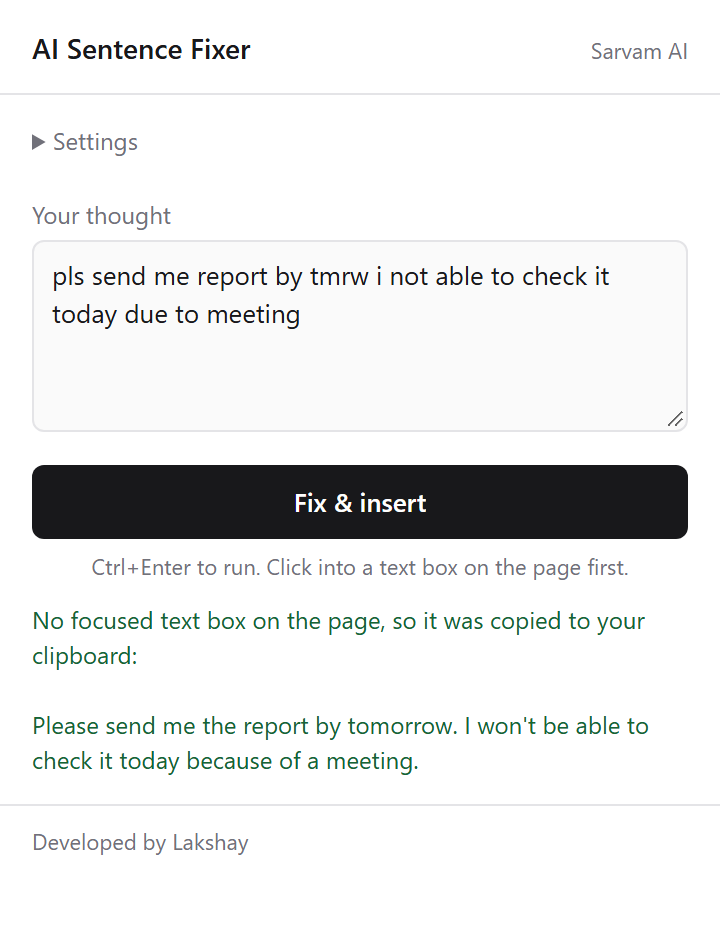 AI Sentence Fixer
Sarvam AI
Settings
Your thought
pls send me report by tmrw i not able to check it
today due to meeting
Fix & insert
Ctrl+Enter to run. Click into a text box on the page first.
No focused text box on the page, so it was copied to your
clipboard:
Please send me the report by tomorrow. I won't be able to
check it today because of a meeting.
Developed by Lakshay